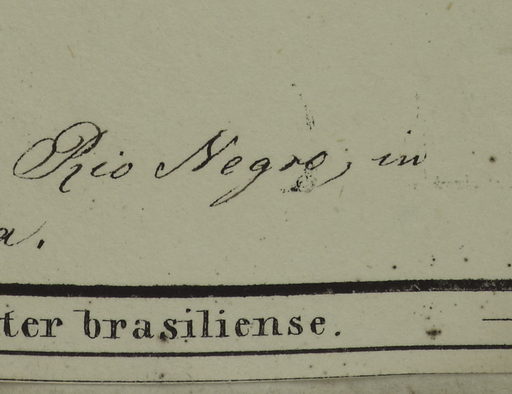 Rio Negro, in
a.
ter brasiliense.